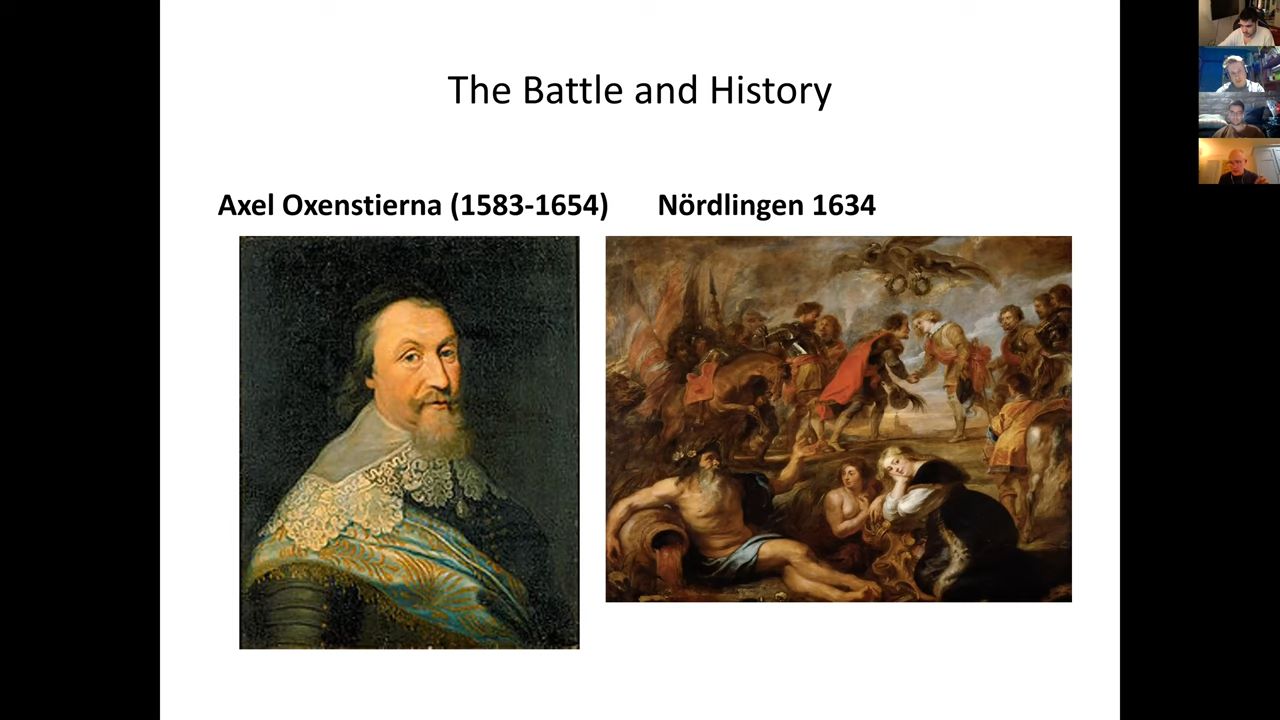 The Battle and History
Axel Oxenstierna (1583-1654)
Nördlingen 1634